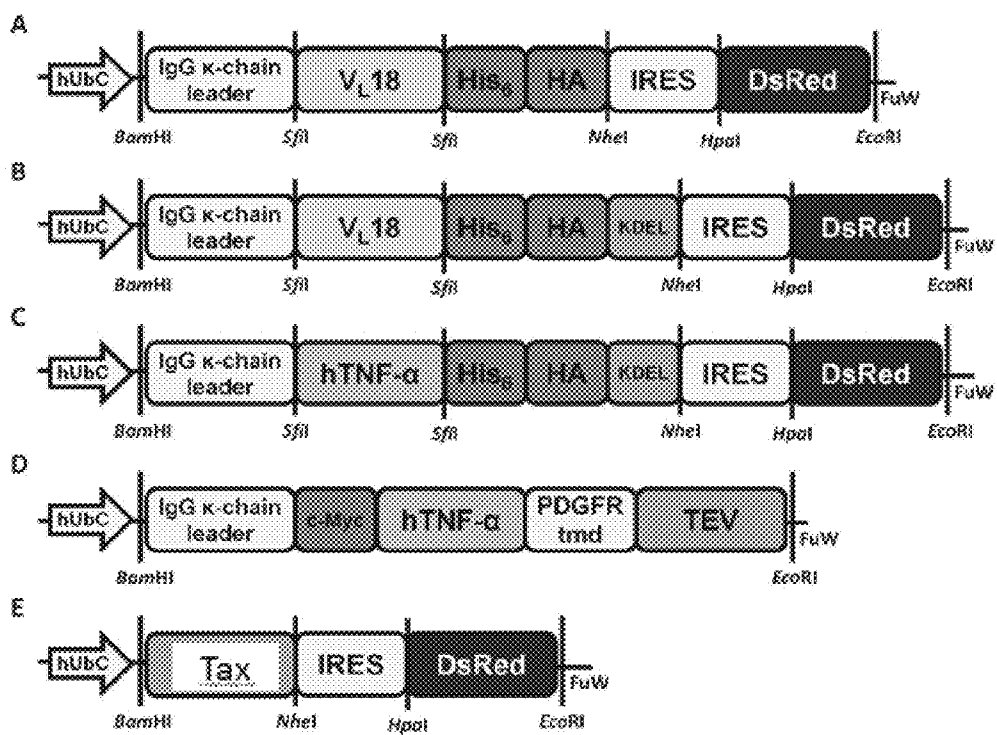 A
hUbC
IgG κ-chain leader
V_L18
His₆
HA
IRES
DsRed
FuW
BamHI
SfiI
SfiI
NheI
HpaI
EcoRI
B
hUbC
IgG κ-chain leader
V_L18
His₆
HA
KDEL
IRES
DsRed
FuW
BamHI
SfiI
SfiI
NheI
HpaI
EcoRI
C
hUbC
IgG κ-chain leader
hTNF-α
His₆
HA
KDEL
IRES
DsRed
FuW
BamHI
SfiI
SfiI
NheI
HpaI
EcoRI
D
hUbC
IgG κ-chain leader
c-Myc
hTNF-α
PDGFR tmd
TEV
FuW
BamHI
EcoRI
E
hUbC
Tax
IRES
DsRed
FuW
BamHI
NheI
HpaI
EcoRI